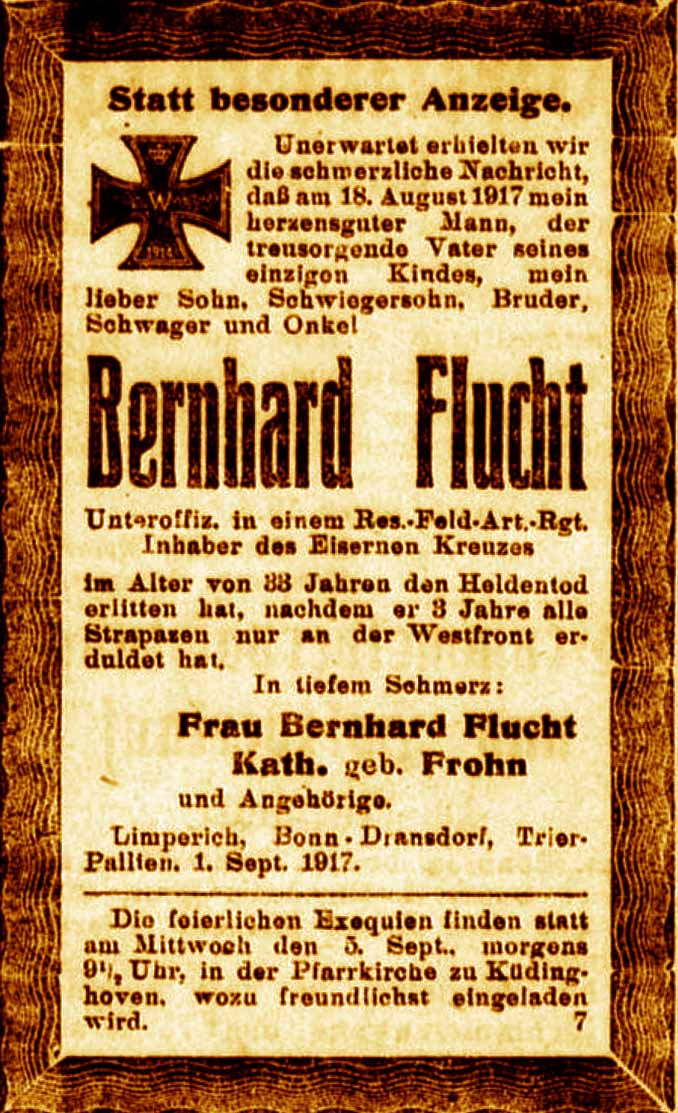 Statt besonderer Anzeige.
Unerwartet erhielten wir
die schmerzliche Nachricht,
daß am 18. August 1917 mein
herzensguter Mann, der
treusorgende Vater seines
einzigen Kindes, mein
lieber Sohn, Schwiegersohn, Bruder,
Schwager und Onkel
W
1914
Bernhard Flucht
Unteroffiz. in einem Res.-Feld-Art.-Rgt.
Inhaber des Eisernen Kreuzes
im Alter von 33 Jahren den Heldentod
erlitten hat, nachdem er 3 Jahre alle
Strapazen nur an der Westfront er-
duldet hat.
In tiefem Schmerz:
Frau Bernhard Flucht
Kath. geb. Frohn
und Angehörige.
Limperich, Bonn-Dransdorf, Trier-
Pallien, 1. Sept. 1917.
Die feierlichen Exequien finden statt
am Mittwoch den 5. Sept., morgens
9½ Uhr, in der Pfarrkirche zu Küding-
hoven, wozu freundlichst eingeladen
wird. 7